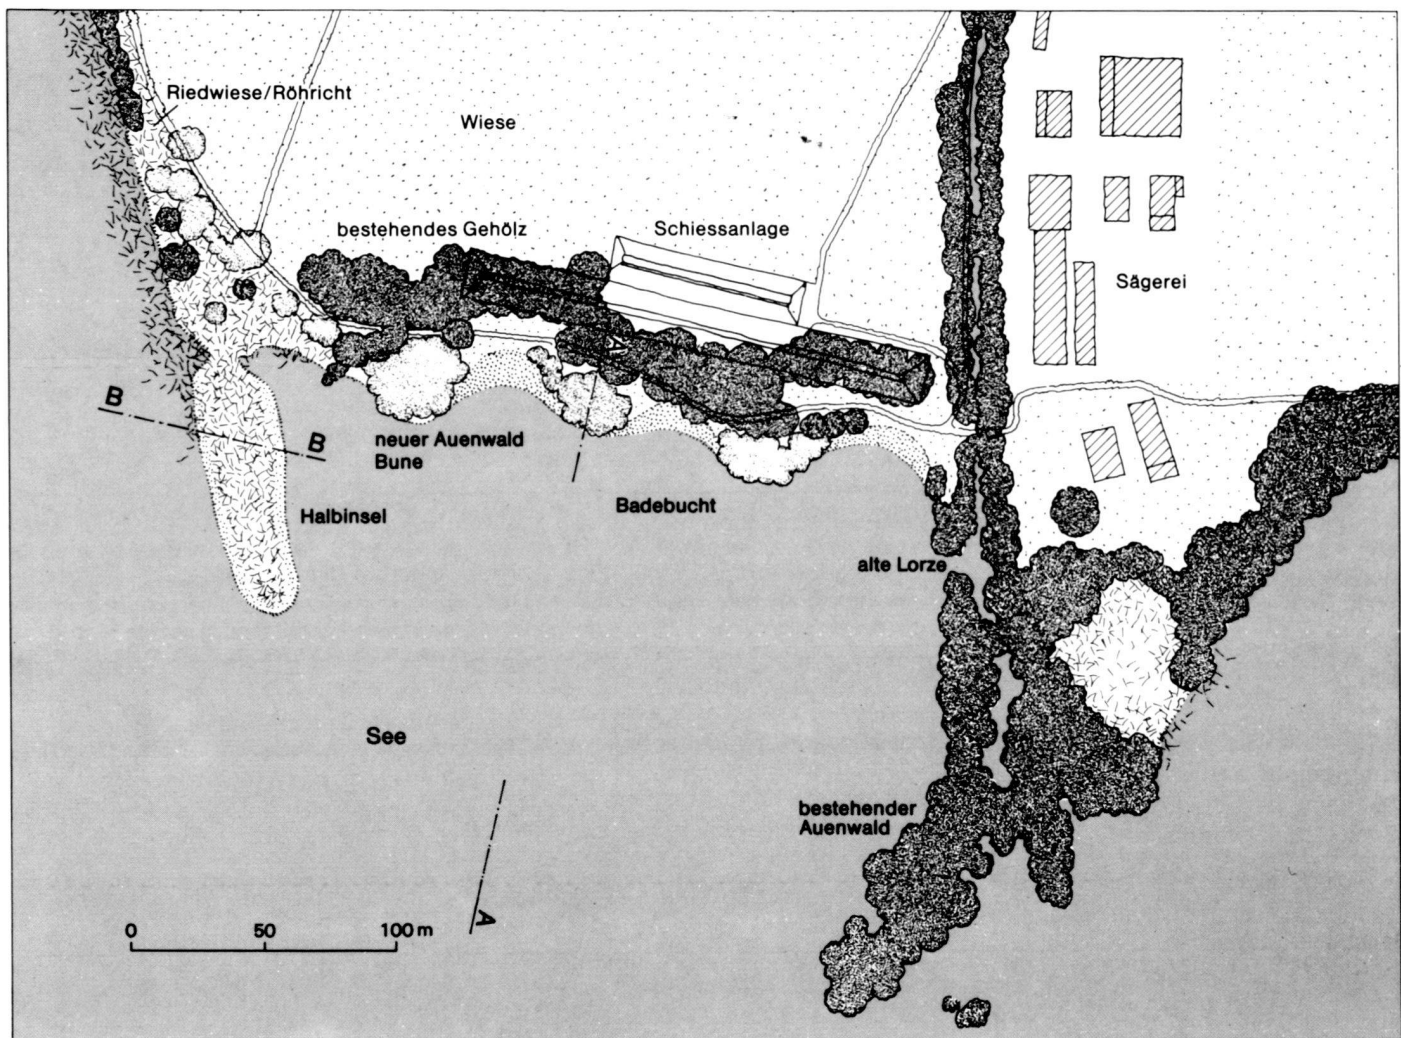 Riedwiese/Röhricht
Wiese
bestehendes Gehölz
Schiessanlage
Sägerei
A
B
B
neuer Auenwald
Bune
Halbinsel
Badebucht
alte Lorze
See
bestehender
Auenwald
A
0 50 100 m